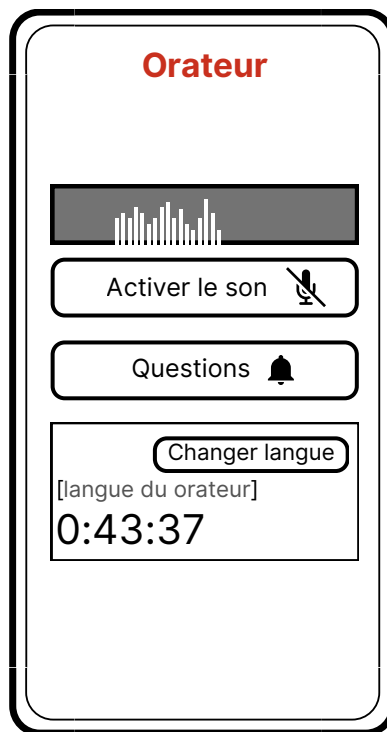 Orateur
Activer le son
Questions
Changer langue
[langue du orateur]
0:43:37